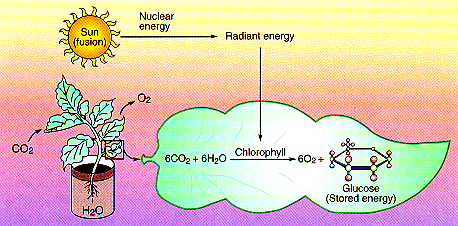 Sun
(fusion)
Nuclear
energy
Radiant energy
O2
CO2
H2O
6CO2 + 6H2O
Chlorophyll
6O2 +
Glucose
(Stored energy)